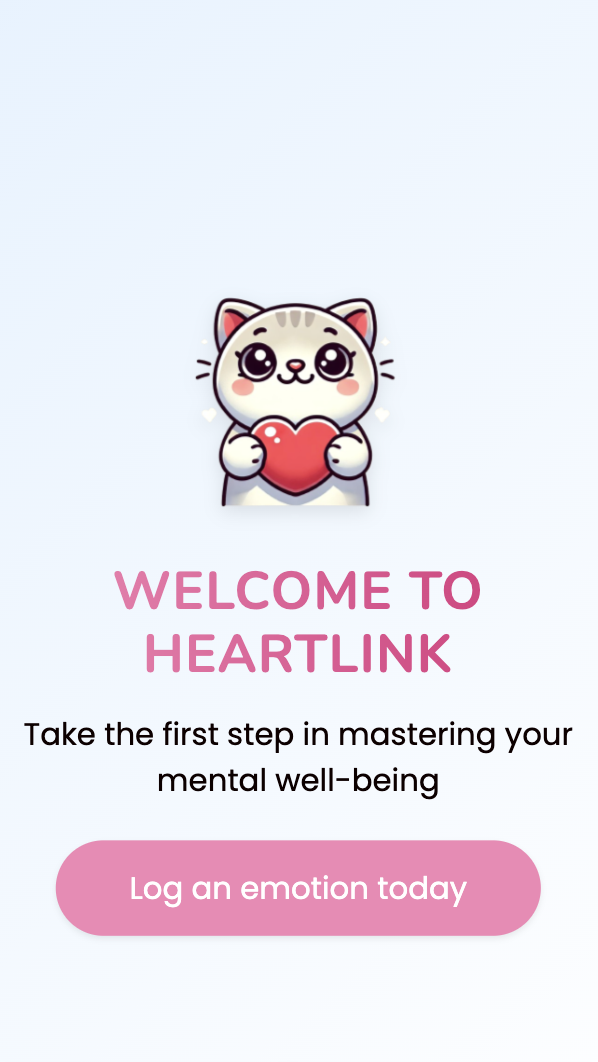 WELCOME TO
HEARTLINK
Take the first step in mastering your
mental well-being
Log an emotion today